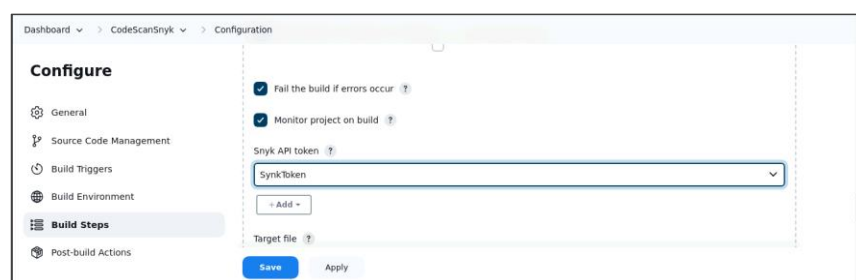 Dashboard > CodeScanSnyk > Configuration
Configure
General
Source Code Management
Build Triggers
Build Environment
Build Steps
Post-build Actions
Fail the build if errors occur ?
Monitor project on build ?
Snyk API token ?
SynkToken
+ Add
Target file ?
Save Apply